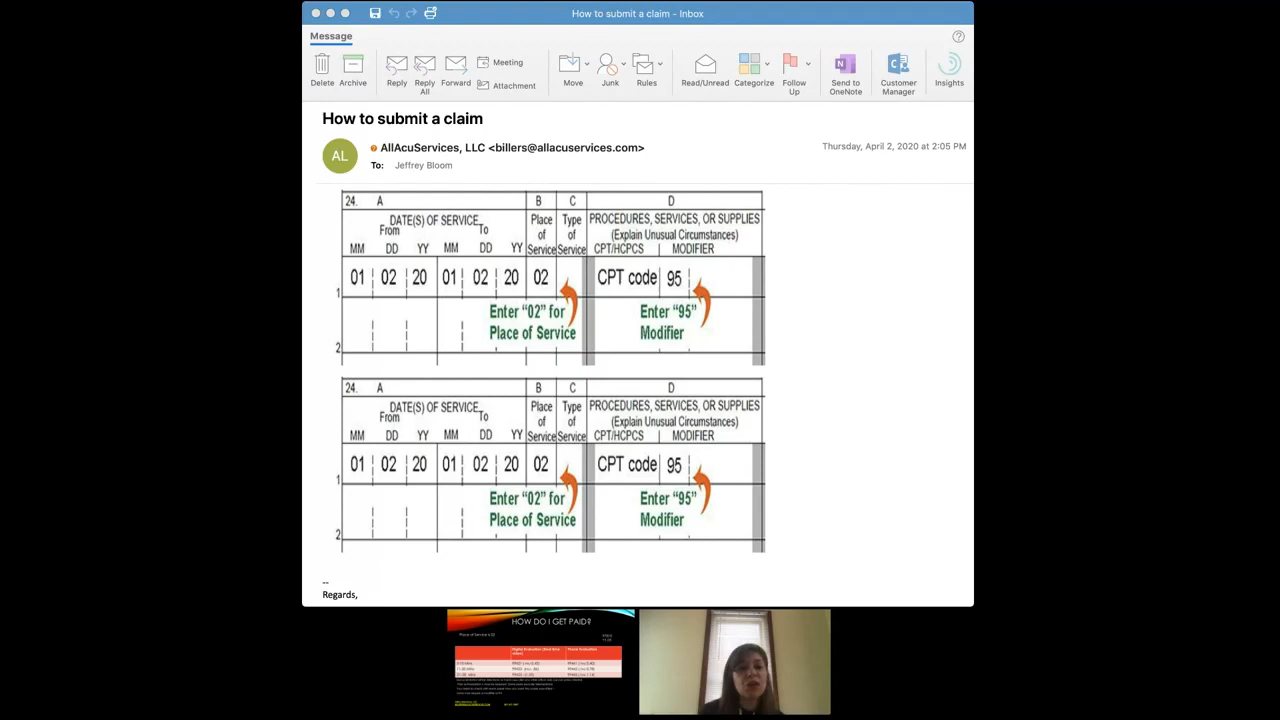 How to submit a claim - Inbox
Message
Delete Archive Reply Reply All Forward Meeting Attachment Move Junk Rules Read/Unread Categorize Follow Up Send to OneNote Customer Manager Insights
How to submit a claim
AL
AllAcuServices, LLC <billers@allacuservices.com>
Thursday, April 2, 2020 at 2:05 PM
To: Jeffrey Bloom
24. A B C D
DATE(S) OF SERVICE Place of Service Type of Service PROCEDURES, SERVICES, OR SUPPLIES
From To (Explain Unusual Circumstances)
MM DD YY MM DD YY CPT/HCPCS | MODIFIER
1 01 02 20 01 02 20 02 CPT code 95
Enter “02” for Enter “95”
Place of Service Modifier
2
24. A B C D
DATE(S) OF SERVICE Place of Service Type of Service PROCEDURES, SERVICES, OR SUPPLIES
From To (Explain Unusual Circumstances)
MM DD YY MM DD YY CPT/HCPCS | MODIFIER
1 01 02 20 01 02 20 02 CPT code 95
Enter “02” for Enter “95”
Place of Service Modifier
2
--
Regards,
HOW DO I GET PAID?